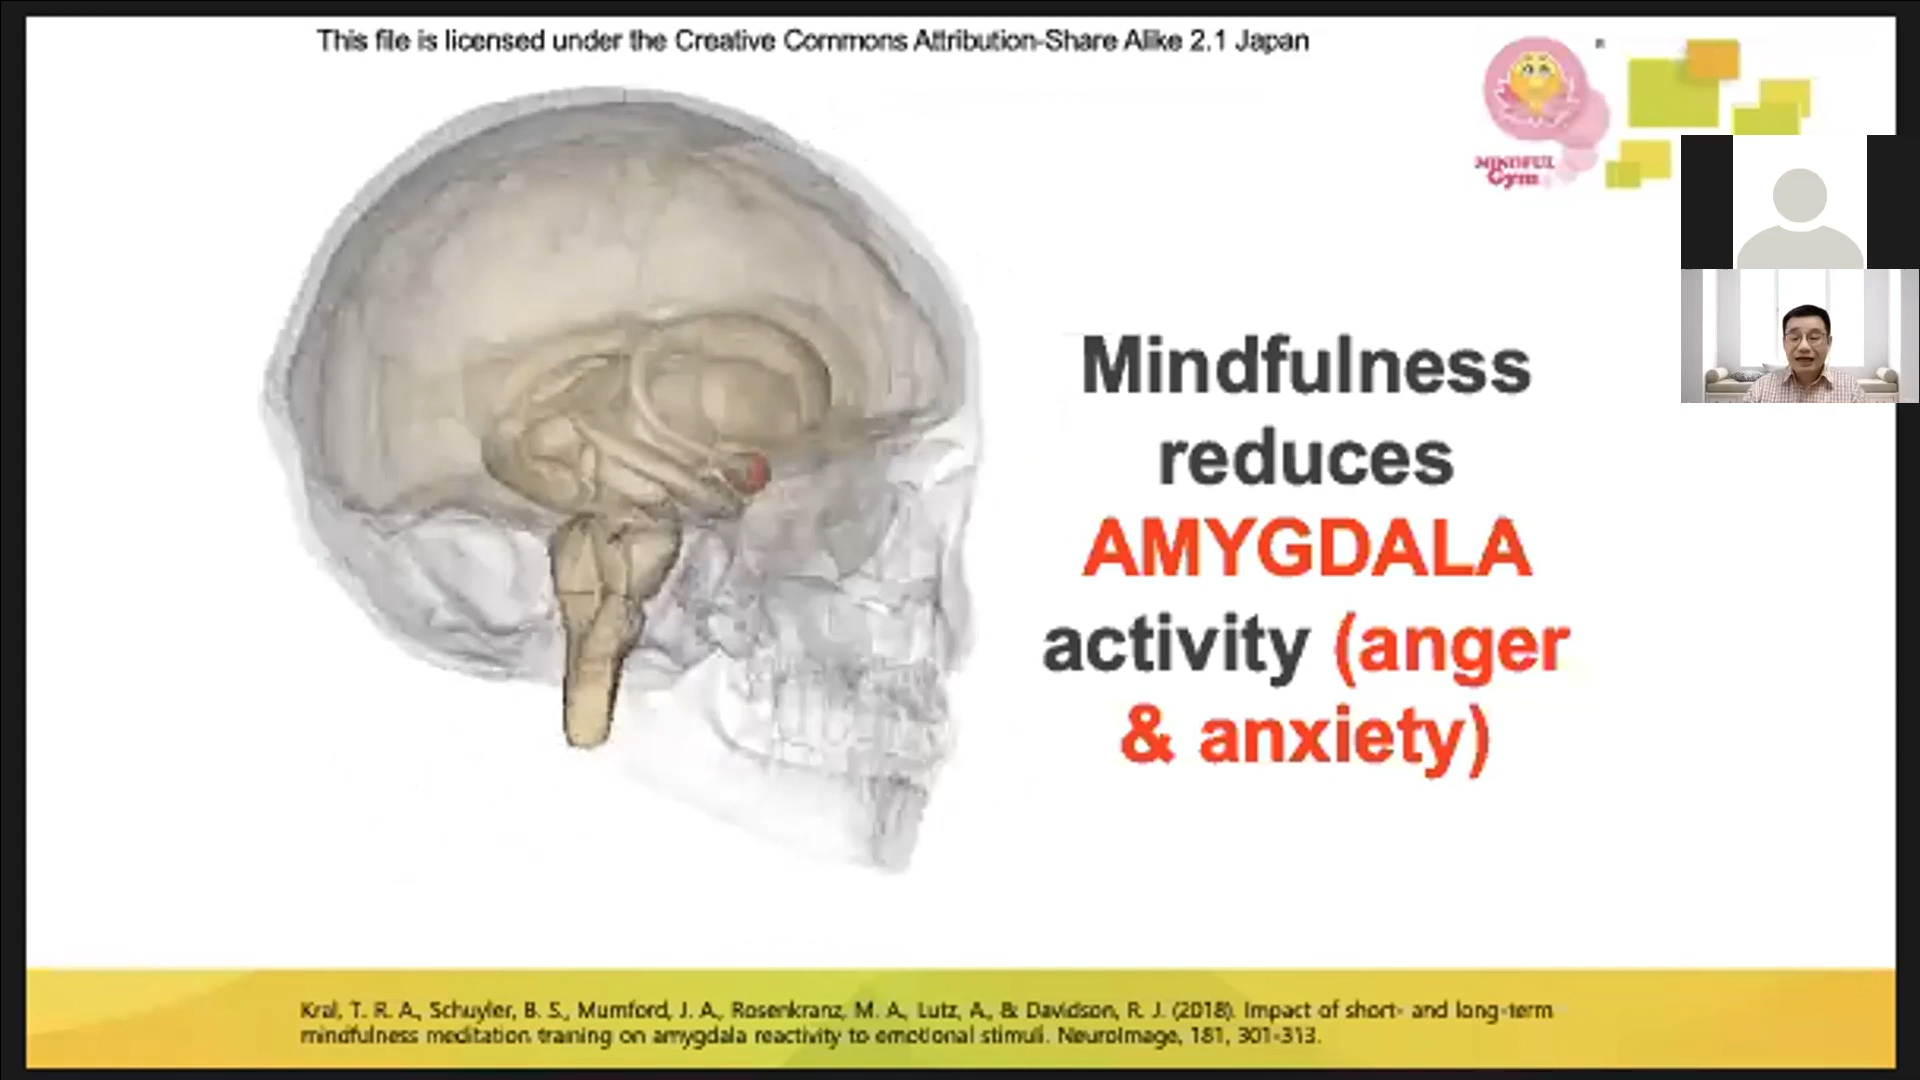 This file is licensed under the Creative Commons Attribution-Share Alike 2.1 Japan
MINDFUL
Gym
Mindfulness
reduces
AMYGDALA
activity (anger
& anxiety)
Kral, T. R. A., Schuyler, B. S., Mumford, J. A., Rosenkranz, M. A., Lutz, A., & Davidson, R. J. (2018). Impact of short- and long-term
mindfulness meditation training on amygdala reactivity to emotional stimuli. NeuroImage, 181, 301-313.